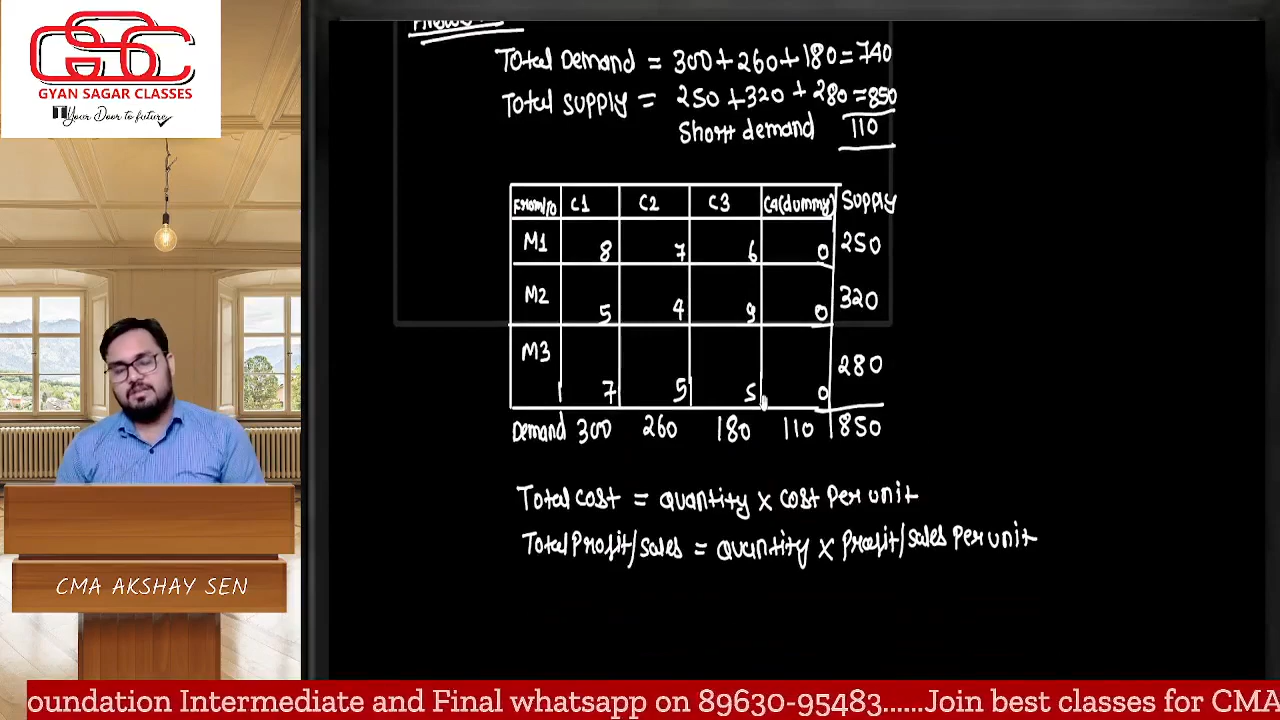 GSC
GYAN SAGAR CLASSES
Your Door to future
Total Demand = 300+260+180=740
Total supply = 250+320+280=850
Short demand 110
From/To C1 C2 C3 C4(dummy) Supply
M1 8 7 6 0 250
M2 5 4 9 0 320
M3 7 5 5 0 280
Demand 300 260 180 110 850
Total cost = quantity x cost per unit
Total Profit/sales = quantity x Profit/sales per unit
CMA AKSHAY SEN
oundation Intermediate and Final whatsapp on 89630-95483......Join best classes for CMA